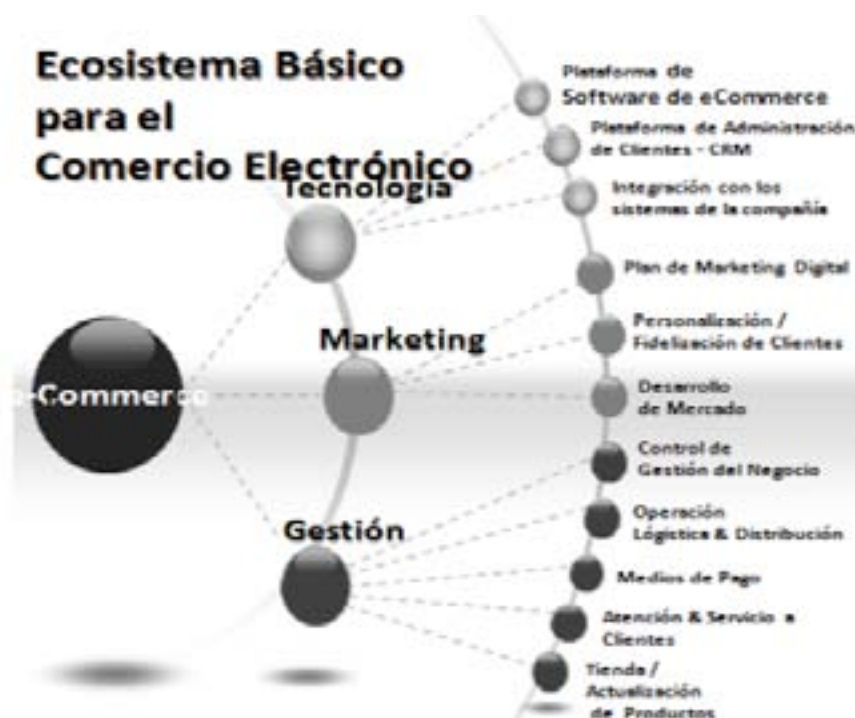 Ecosistema Básico
para el
Comercio Electrónico
Tecnología
Plataforma de
Software de eCommerce
Plataforma de Administración
de Clientes - CRM
Integración con los
sistemas de la compañía
Marketing
Plan de Marketing Digital
Personalización /
Fidelización de Clientes
Desarrollo
de Mercado
e-Commerce
Gestión
Control de
Gestión del Negocio
Operación
Lógistica & Distribución
Medios de Pago
Atención & Servicio a
Clientes
Tienda /
Actualización
de Productos